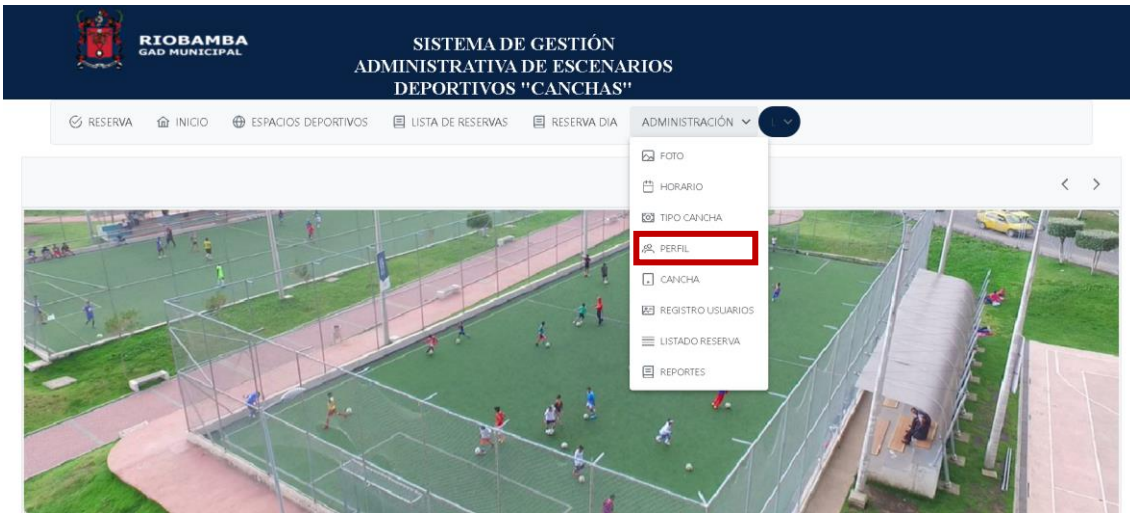 RIOBAMBA
GAD MUNICIPAL
SISTEMA DE GESTIÓN
ADMINISTRATIVA DE ESCENARIOS
DEPORTIVOS "CANCHAS"
RESERVA INICIO ESPACIOS DEPORTIVOS LISTA DE RESERVAS RESERVA DIA ADMINISTRACIÓN
FOTO
HORARIO
TIPO CANCHA
PERFIL
CANCHA
REGISTRO USUARIOS
LISTADO RESERVA
REPORTES